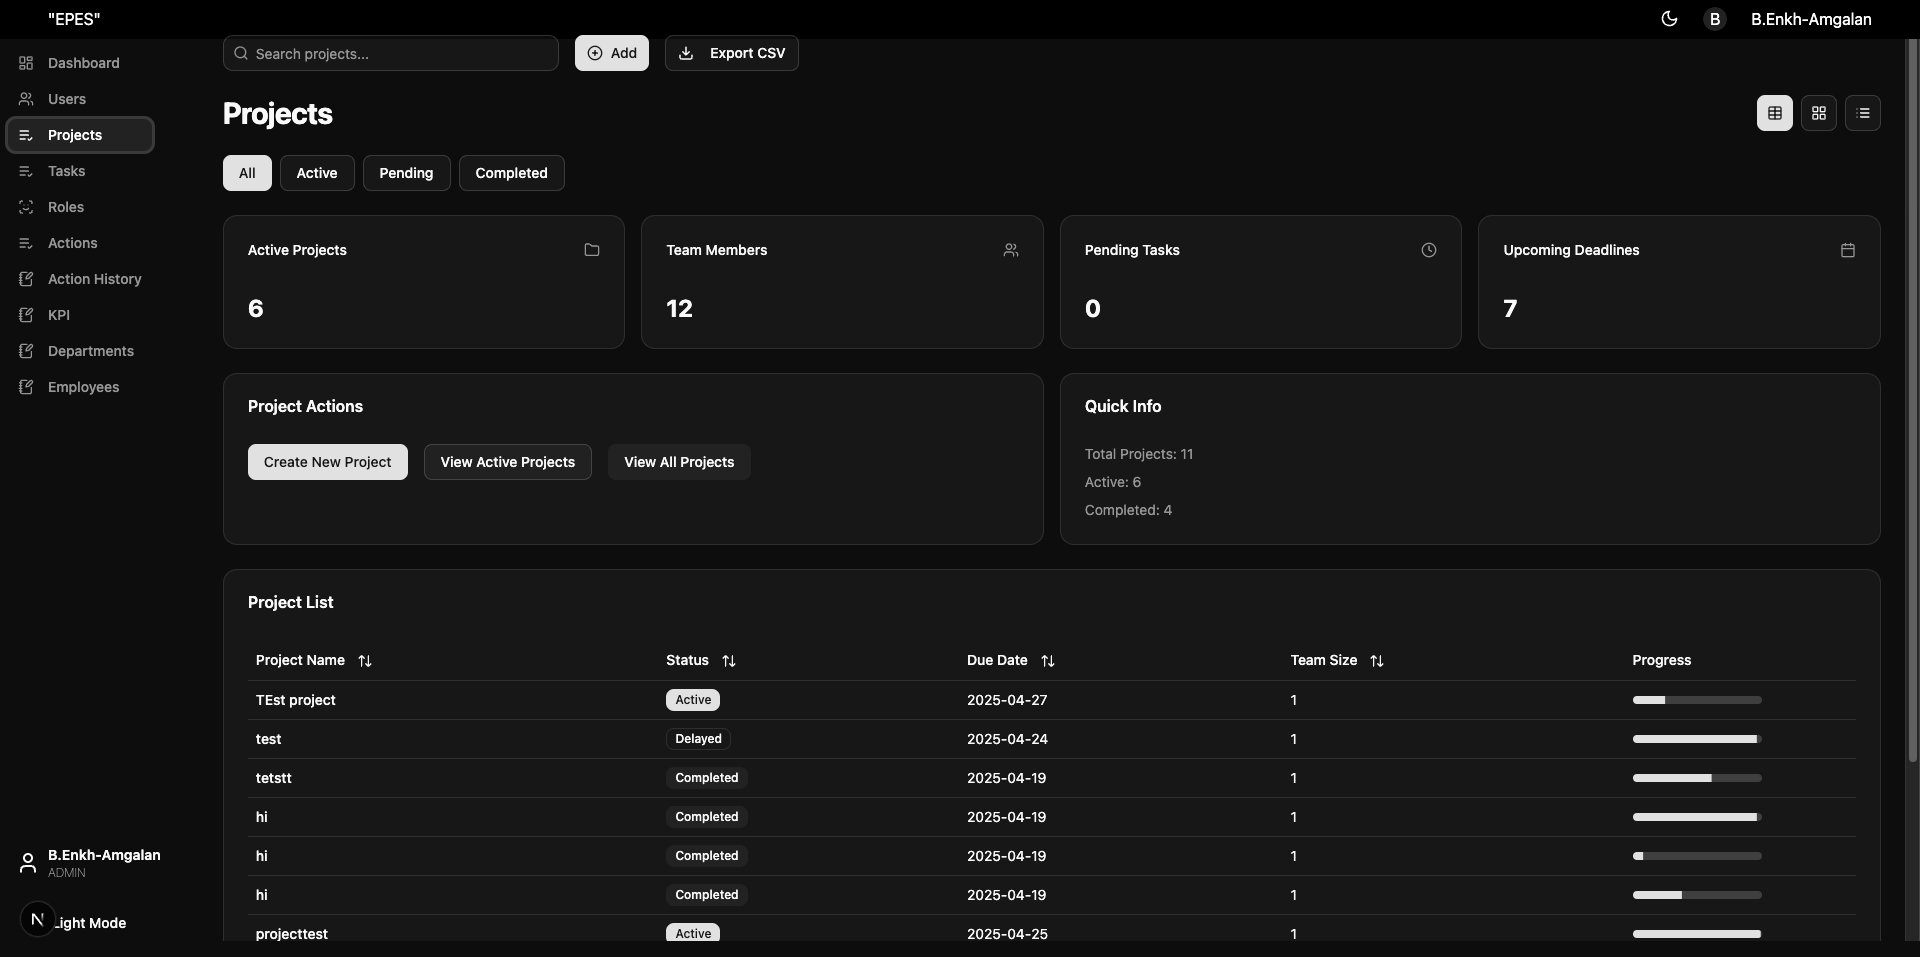 "EPES"
B
B.Enkh-Amgalan
Dashboard
Users
Projects
Tasks
Roles
Actions
Action History
KPI
Departments
Employees
B.Enkh-Amgalan
ADMIN
N
Light Mode
Search projects...
Add
Export CSV
Projects
All
Active
Pending
Completed
Active Projects
6
Team Members
12
Pending Tasks
0
Upcoming Deadlines
7
Project Actions
Create New Project
View Active Projects
View All Projects
Quick Info
Total Projects: 11
Active: 6
Completed: 4
Project List
Project Name Status Due Date Team Size Progress
TEst project Active 2025-04-27 1
test Delayed 2025-04-24 1
tetstt Completed 2025-04-19 1
hi Completed 2025-04-19 1
hi Completed 2025-04-19 1
hi Completed 2025-04-19 1
projecttest Active 2025-04-25 1